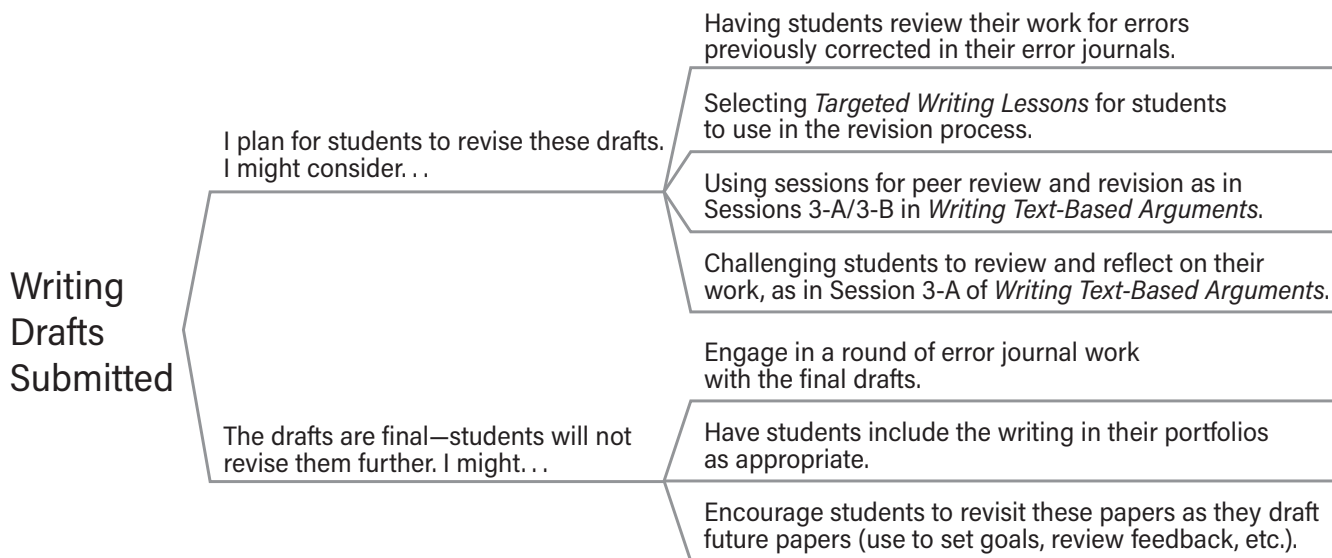 Writing
Drafts
Submitted
I plan for students to revise these drafts.
I might consider. . .
Having students review their work for errors
previously corrected in their error journals.
Selecting Targeted Writing Lessons for students
to use in the revision process.
Using sessions for peer review and revision as in
Sessions 3-A/3-B in Writing Text-Based Arguments.
Challenging students to review and reflect on their
work, as in Session 3-A of Writing Text-Based Arguments.
The drafts are final—students will not
revise them further. I might. . .
Engage in a round of error journal work
with the final drafts.
Have students include the writing in their portfolios
as appropriate.
Encourage students to revisit these papers as they draft
future papers (use to set goals, review feedback, etc.).